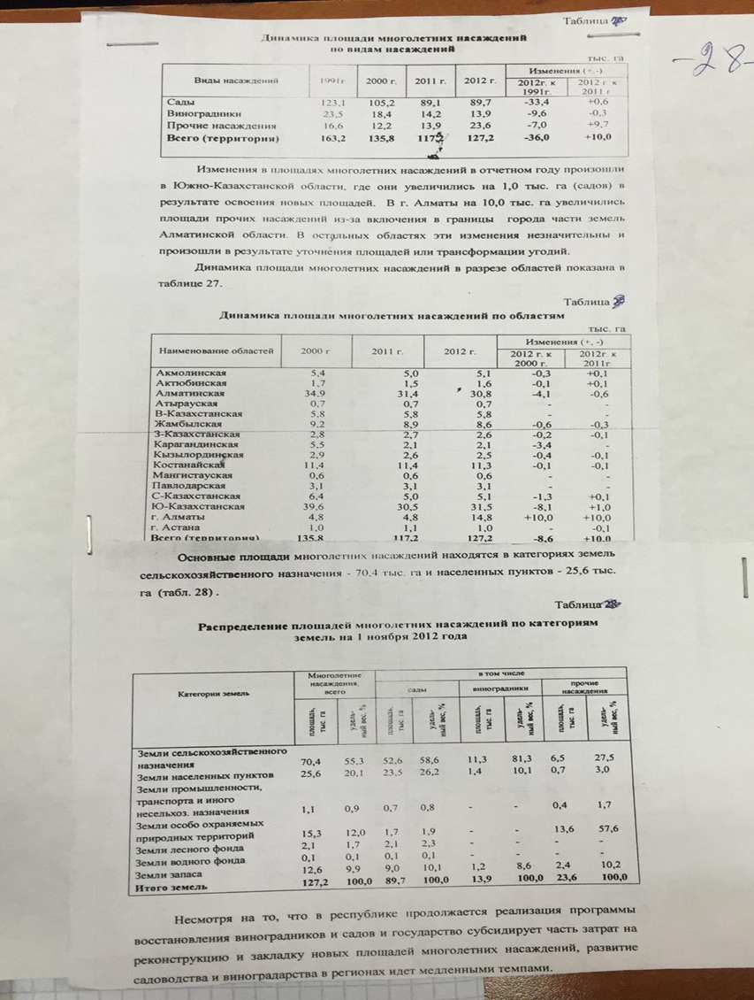 Таблица
Динамика площади многолетних насаждений
по видам насаждений
тыс. га
-28-
Виды насаждений 1991г 2000 г. 2011 г. 2012 г. Изменения (+,-)
2012г. к 1991г. 2012 г к 2011 г
Сады 123,1 105,2 89,1 89,7 -33,4 +0,6
Виноградники 23,5 18,4 14,2 13,9 -9,6 -0,3
Прочие насаждения 16,6 12,2 13,9 23,6 -7,0 +9,7
Всего (территория) 163,2 135,8 117,2 127,2 -36,0 +10,0
Изменения в площадях многолетних насаждений в отчетном году произошли
в Южно-Казахстанской области, где они увеличились на 1,0 тыс. га (садов) в
результате освоения новых площадей. В г. Алматы на 10,0 тыс. га увеличились
площади прочих насаждений из-за включения в границы города части земель
Алматинской области. В остальных областях эти изменения незначительны и
произошли в результате уточнения площадей или трансформации угодий.
Динамика площади многолетних насаждений в разрезе областей показана в
таблице 27.
Таблица
Динамика площади многолетних насаждений по областям
тыс. га
Наименование областей 2000 г 2011 г. 2012 г. Изменения (+, -)
2012 г. к 2000 г. 2012г. к 2011г
Акмолинская 5,4 5,0 5,1 -0,3 +0,1
Актюбинская 1,7 1,5 1,6 -0,1 +0,1
Алматинская 34,9 31,4 30,8 -4,1 -0,6
Атырауская 0,7 0,7 0,7 - -
В-Казахстанская 5,8 5,8 5,8 - -
Жамбылская 9,2 8,9 8,6 -0,6 -0,3
З-Казахстанская 2,8 2,7 2,6 -0,2 -0,1
Карагандинская 5,5 2,1 2,1 -3,4 -
Кызылординская 2,9 2,6 2,5 -0,4 -0,1
Костанайская 11,4 11,4 11,3 -0,1 -0,1
Мангистауская 0,6 0,6 0,6 - -
Павлодарская 3,1 3,1 3,1 - -
С-Казахстанская 6,4 5,0 5,1 -1,3 +0,1
Ю-Казахстанская 39,6 30,5 31,5 -8,1 +1,0
г. Алматы 4,8 4,8 14,8 +10,0 +10,0
г. Астана 1,0 1,1 1,0 - -0,1
Всего (территория) 135,8 117,2 127,2 -8,6 +10,0
Основные площади многолетних насаждений находятся в категориях земель
сельскохозяйственного назначения - 70,4 тыс. га и населенных пунктов - 25,6 тыс.
га (табл. 28) .
Таблица 28
Распределение площадей многолетних насаждений по категориям
земель на 1 ноября 2012 года
Категории земель Многолетние насаждения, всего в том числе
сады виноградники прочие насаждения
площадь, тыс. га удель-ный вес, % площадь, тыс. га удель-ный вес, % площадь, тыс. га удель-ный вес, % площадь, тыс. га удель-ный вес, %
Земли сельскохозяйственного
назначения 70,4 55,3 52,6 58,6 11,3 81,3 6,5 27,5
Земли населенных пунктов 25,6 20,1 23,5 26,2 1,4 10,1 0,7 3,0
Земли промышленности,
транспорта и иного
несельхоз. назначения 1,1 0,9 0,7 0,8 - - 0,4 1,7
Земли особо охраняемых
природных территорий 15,3 12,0 1,7 1,9 - - 13,6 57,6
Земли лесного фонда 2,1 1,7 2,1 2,3 - - - -
Земли водного фонда 0,1 0,1 0,1 0,1 - - - -
Земли запаса 12,6 9,9 9,0 10,1 1,2 8,6 2,4 10,2
Итого земель 127,2 100,0 89,7 100,0 13,9 100,0 23,6 100,0
Несмотря на то, что в республике продолжается реализация программы
восстановления виноградников и садов и государство субсидирует часть затрат на
реконструкцию и закладку новых площадей многолетних насаждений, развитие
садоводства и виноградарства в регионах идет медленными темпами.